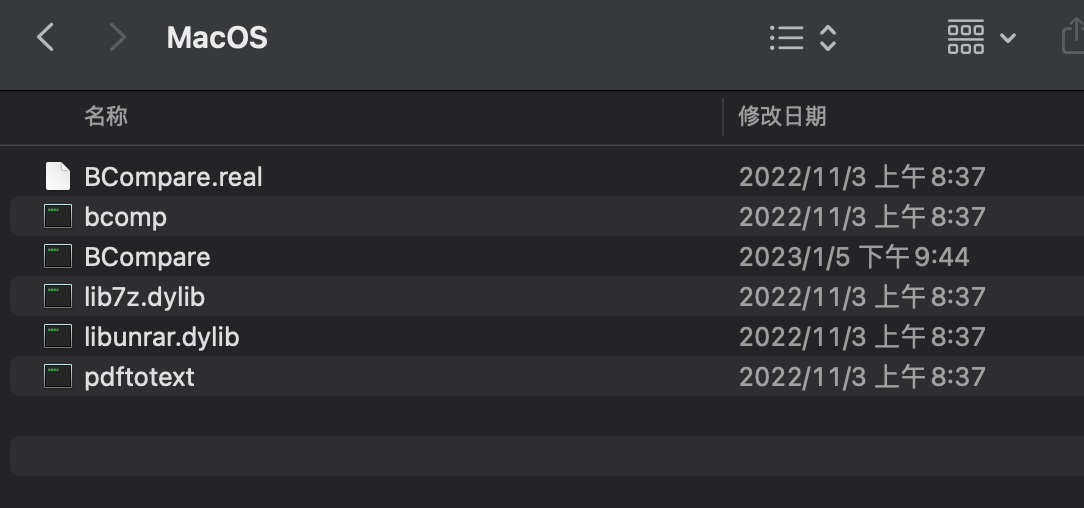 MacOS
名称 修改日期
BCompare.real 2022/11/3 上午8:37
bcomp 2022/11/3 上午8:37
BCompare 2023/1/5 下午9:44
lib7z.dylib 2022/11/3 上午8:37
libunrar.dylib 2022/11/3 上午8:37
pdftotext 2022/11/3 上午8:37